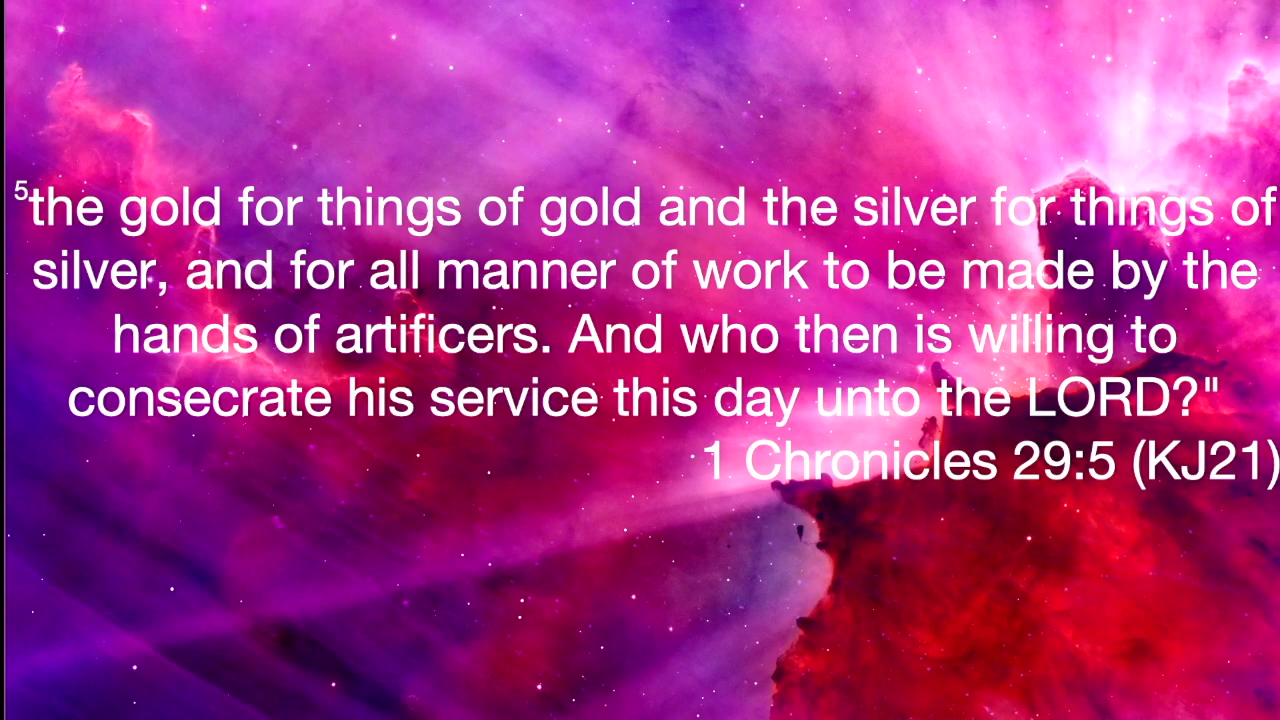 ⁵the gold for things of gold and the silver for things of
silver, and for all manner of work to be made by the
hands of artificers. And who then is willing to
consecrate his service this day unto the LORD?"
1 Chronicles 29:5 (KJ21)